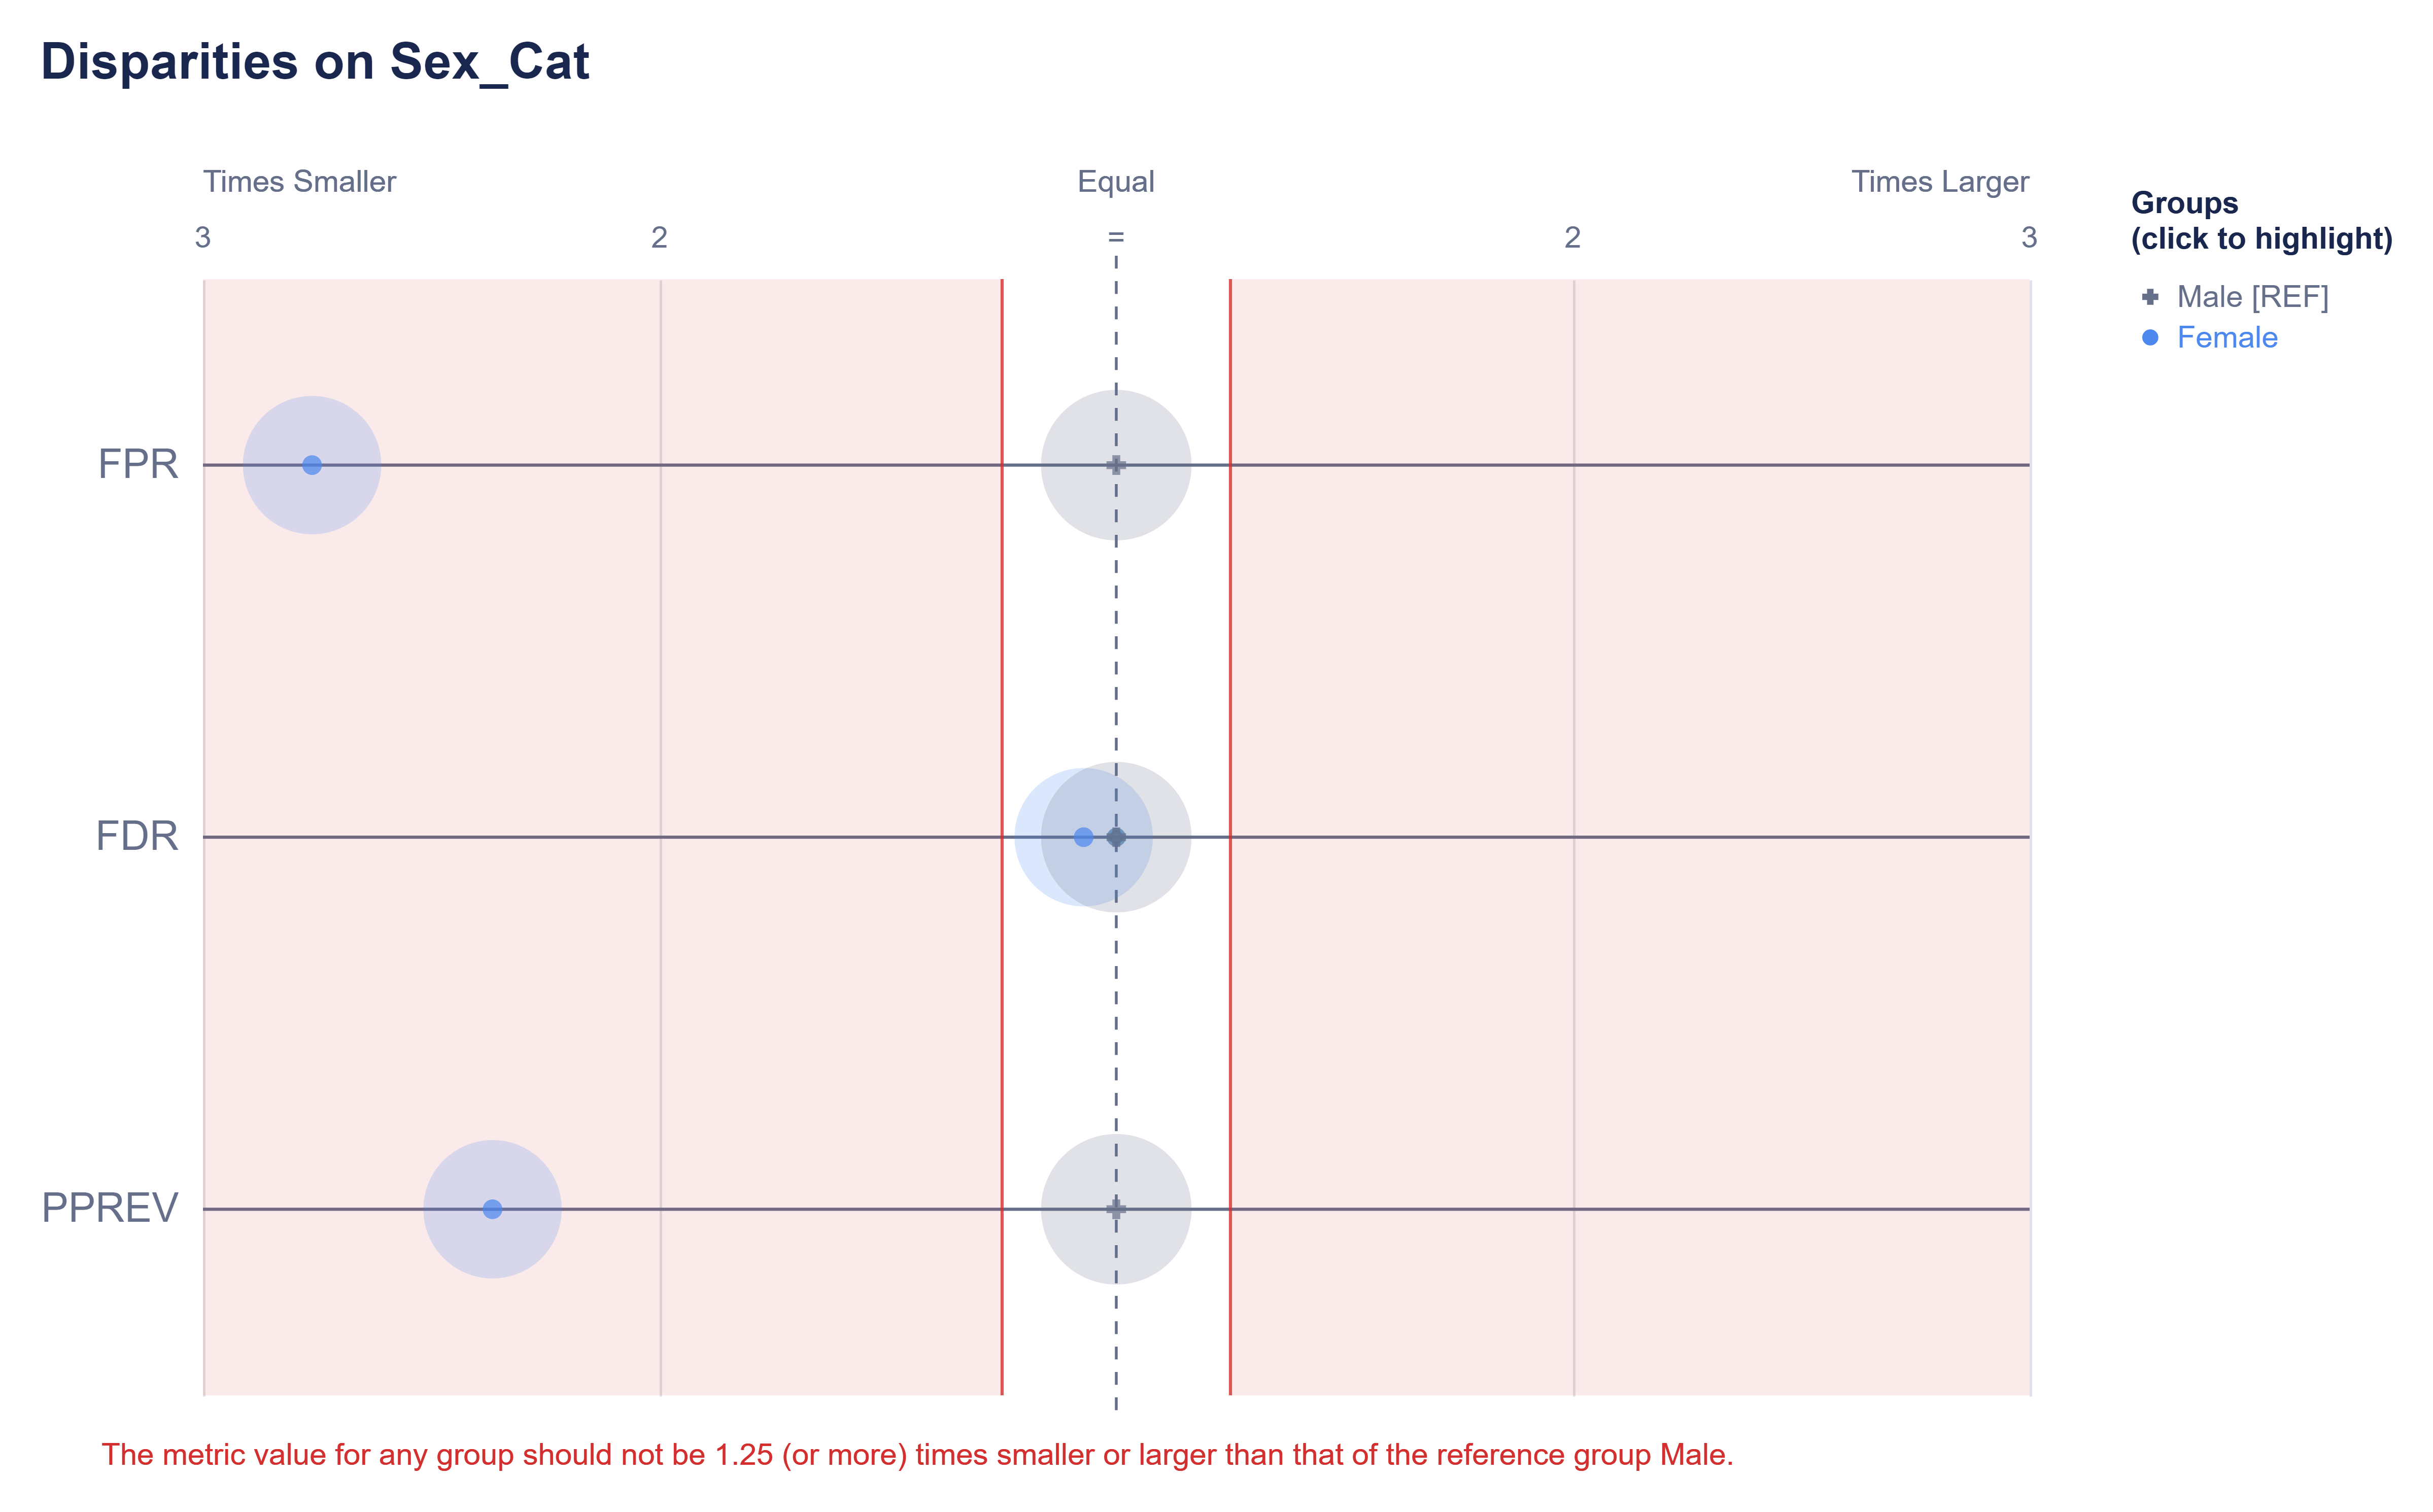 Disparities on Sex_Cat
Times Smaller Equal Times Larger
3 2 = 2 3
Groups
(click to highlight)
Male [REF]
Female
FPR
FDR
PPREV
The metric value for any group should not be 1.25 (or more) times smaller or larger than that of the reference group Male.